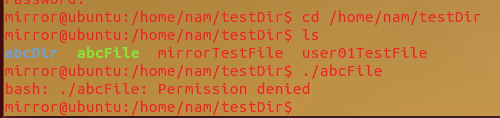 Password:
mirror@ubuntu:/home/nam/testDir$ cd /home/nam/testDir
mirror@ubuntu:/home/nam/testDir$ ls
abcDir  abcFile  mirrorTestFile  user01TestFile
mirror@ubuntu:/home/nam/testDir$ ./abcFile
bash: ./abcFile: Permission denied
mirror@ubuntu:/home/nam/testDir$